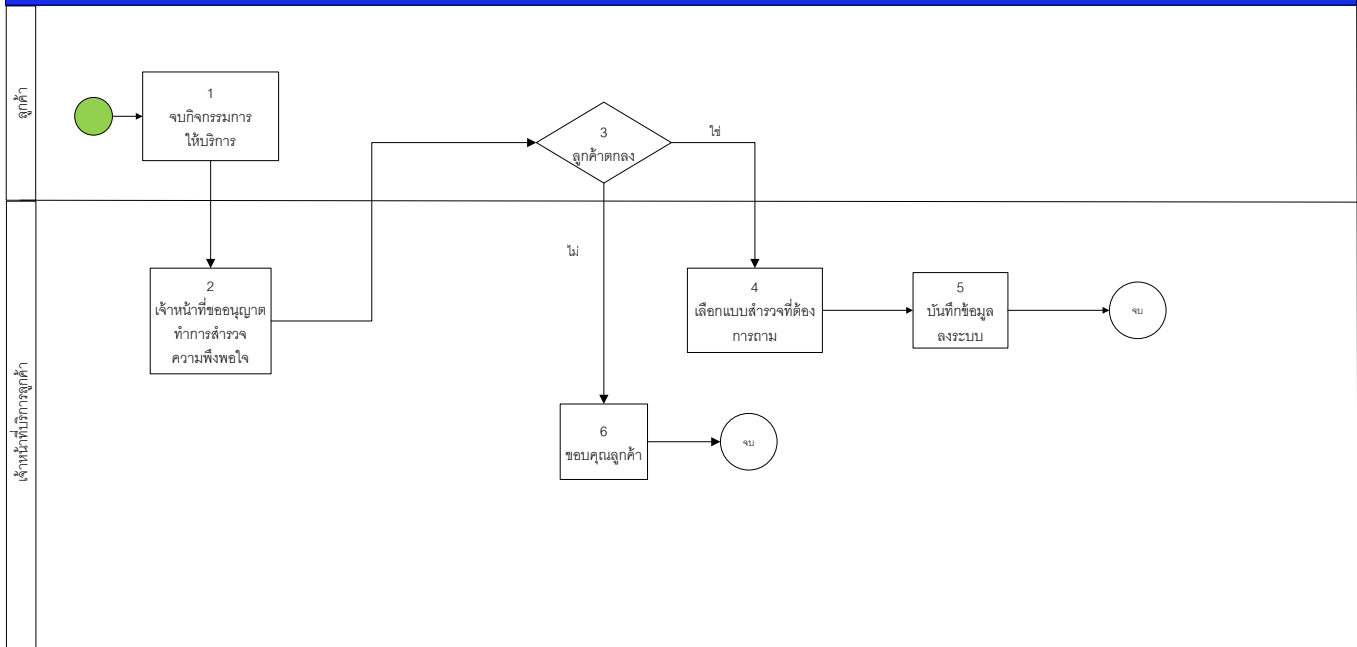 ลูกค้า
1
จบกิจกรรมการ
ให้บริการ
3
ลูกค้าตกลง
ใช่
ไม่
เจ้าหน้าที่บริการลูกค้า
2
เจ้าหน้าที่ขออนุญาต
ทำการสำรวจ
ความพึงพอใจ
4
เลือกแบบสำรวจที่ต้อง
การถาม
5
บันทึกข้อมูล
ลงระบบ
จบ
6
ขอบคุณลูกค้า
จบ